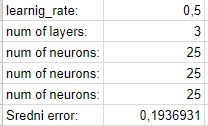 learnig_rate: 0,5
num of layers: 3
num of neurons: 25
num of neurons: 25
num of neurons: 25
Sredni error: 0,1936931